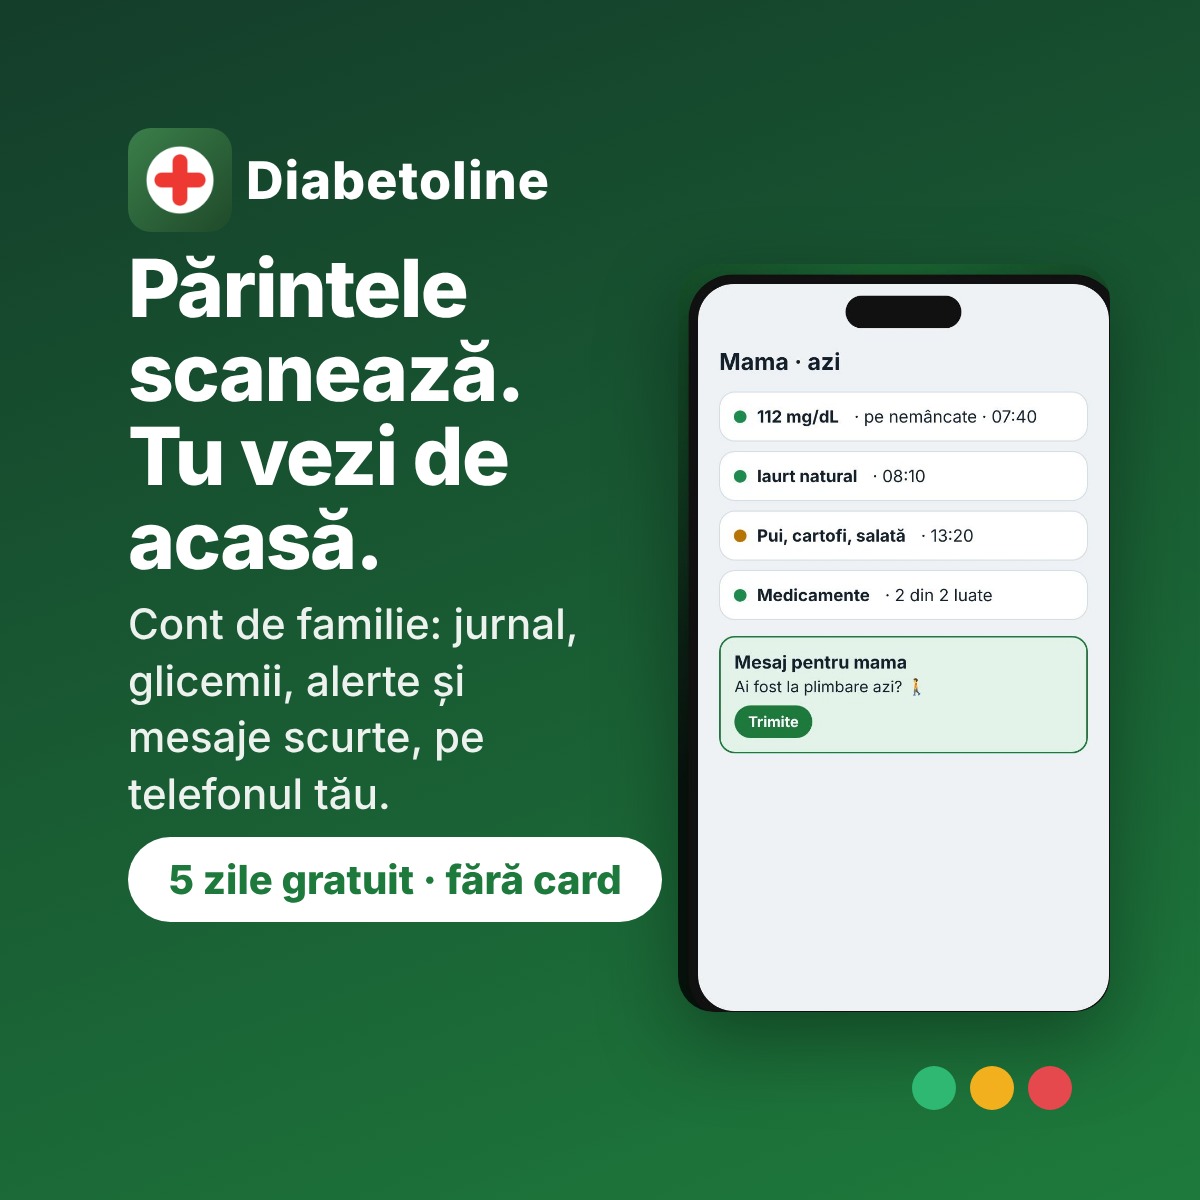 Diabetoline
Părintele
scanează.
Tu vezi de
acasă.
Cont de familie: jurnal,
glicemii, alerte și
mesaje scurte, pe
telefonul tău.
5 zile gratuit · fără card
Mama · azi
112 mg/dL · pe nemâncate · 07:40
Iaurt natural · 08:10
Pui, cartofi, salată · 13:20
Medicamente · 2 din 2 luate
Mesaj pentru mama
Ai fost la plimbare azi? 🚶
Trimite